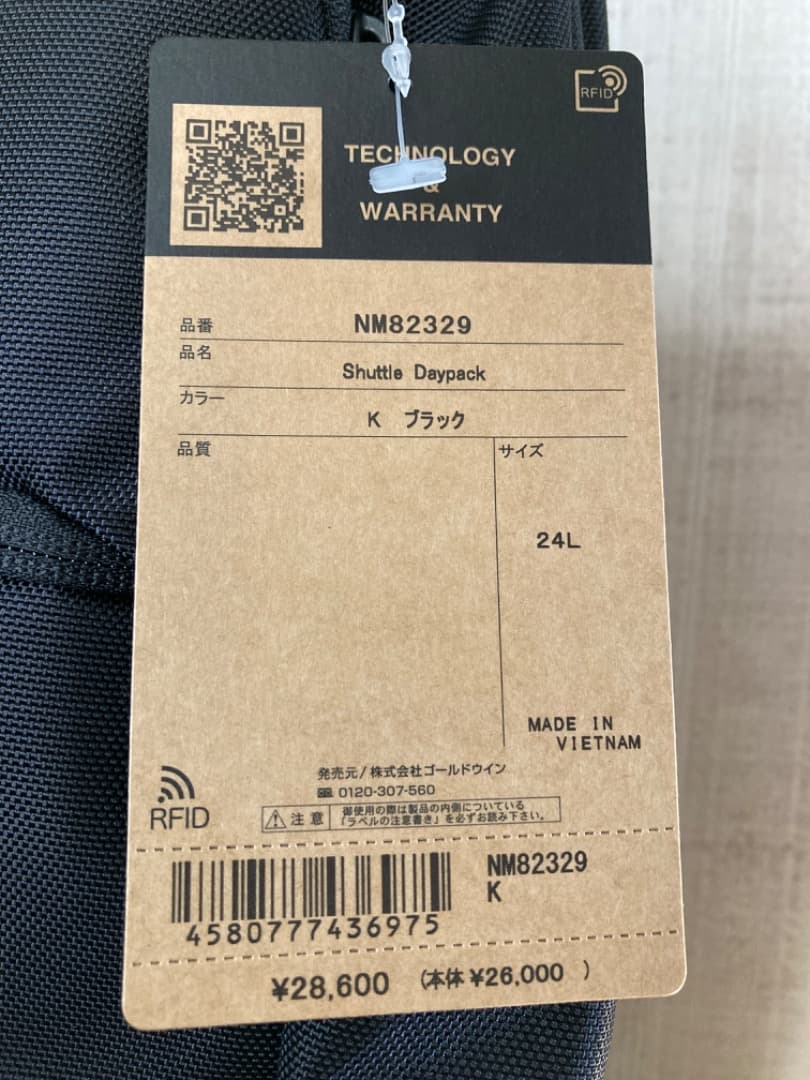 RFID
TECHNOLOGY
&
WARRANTY
品番 NM82329
品名 Shuttle Daypack
カラー K ブラック
品質
サイズ
24L
MADE IN
VIETNAM
発売元/株式会社ゴールドウイン
0120-307-560
RFID
注意
御使用の際は製品の内側についている
「ラベルの注意書き」を必ずお読み下さい。
4580777436975
NM82329
K
¥28,600 (本体¥26,000 )